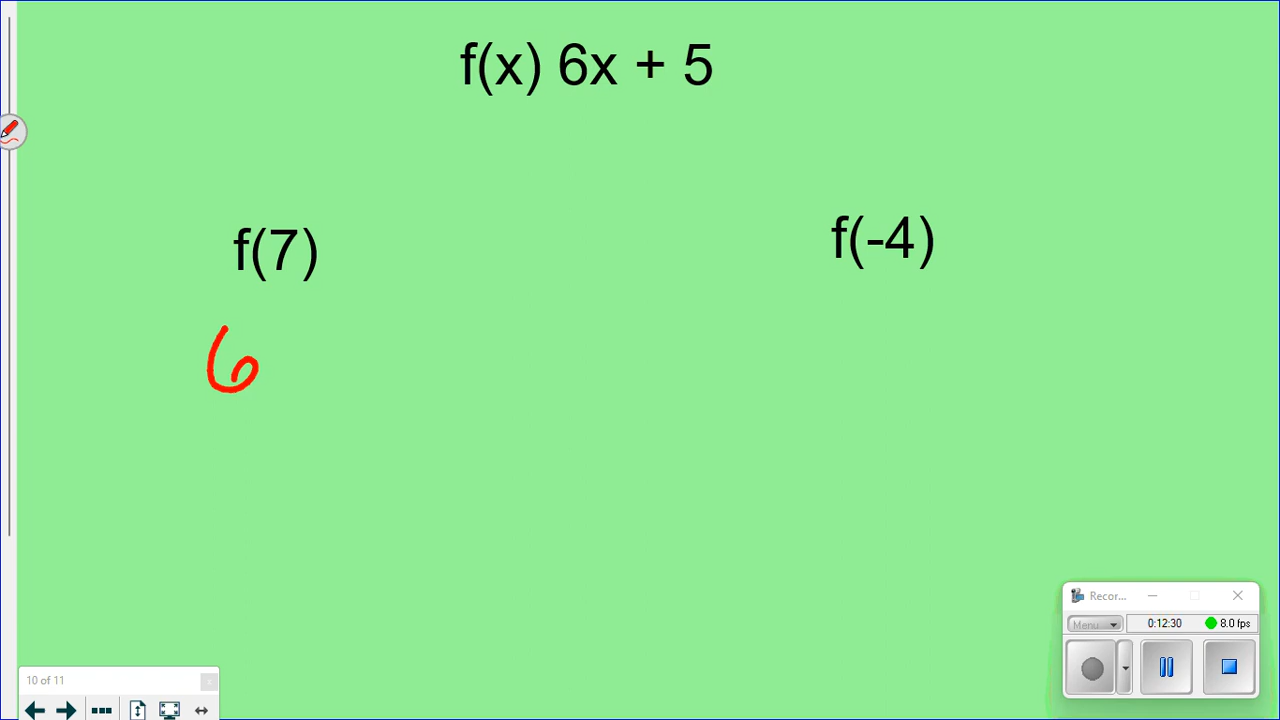 f(x) 6x + 5
f(7)
f(-4)
6
Recor...
Menu
0:12:30
8.0 fps
10 of 11